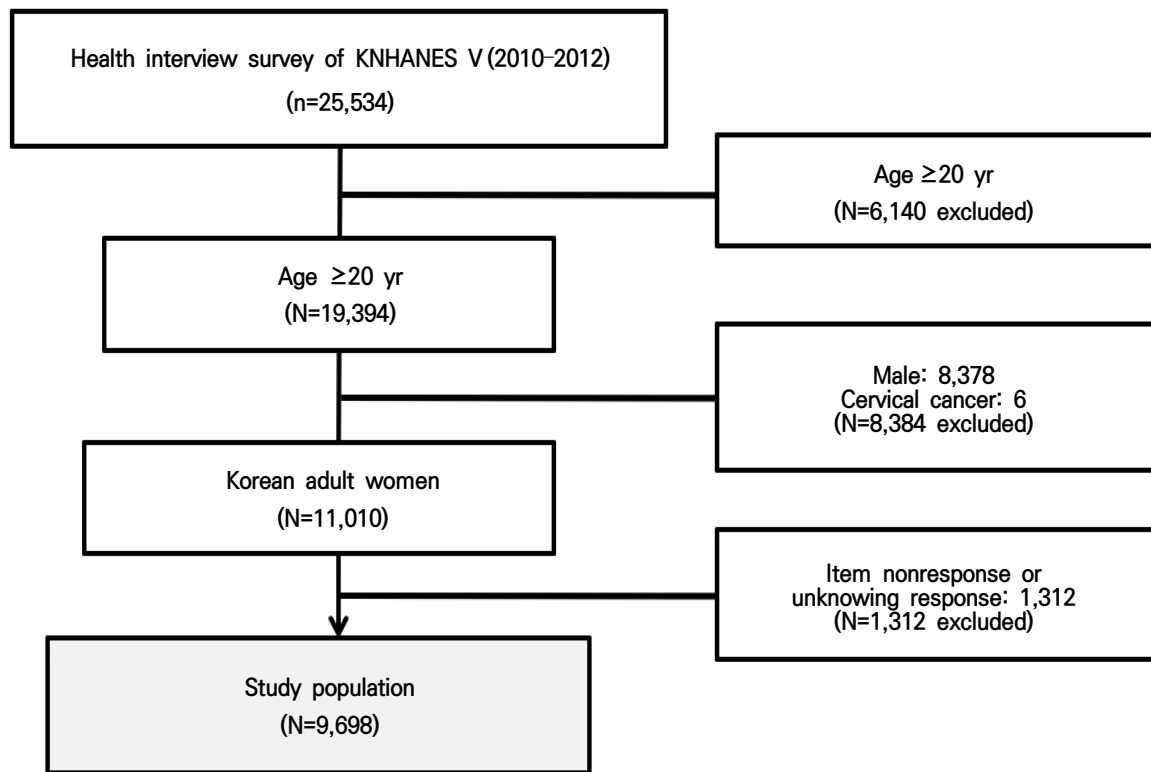 Health interview survey of KNHANES V (2010-2012)
(n=25,534)
Age ≥20 yr
(N=6,140 excluded)
Age ≥20 yr
(N=19,394)
Male: 8,378
Cervical cancer: 6
(N=8,384 excluded)
Korean adult women
(N=11,010)
Item nonresponse or
unknowing response: 1,312
(N=1,312 excluded)
Study population
(N=9,698)